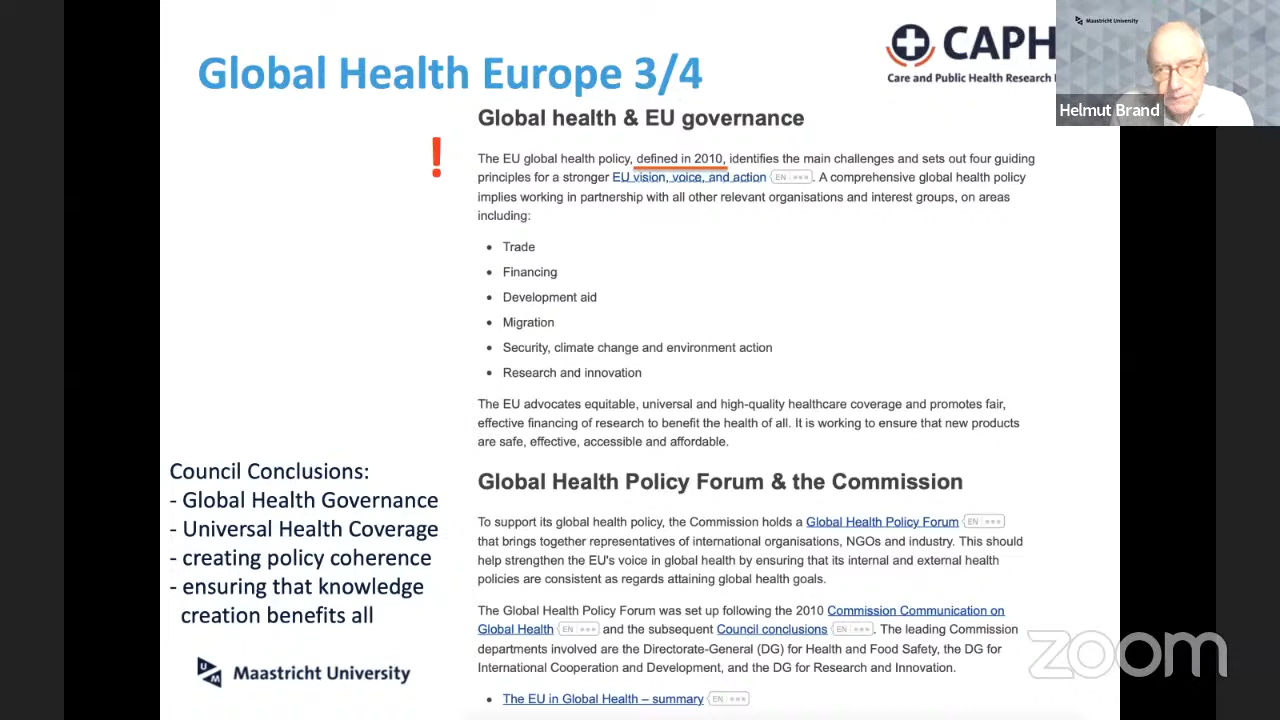 Global Health Europe 3/4
CAPH
Care and Public Health Research
Maastricht University
Helmut Brand
Global health & EU governance
!
The EU global health policy, defined in 2010, identifies the main challenges and sets out four guiding
principles for a stronger EU vision, voice, and action EN. A comprehensive global health policy
implies working in partnership with all other relevant organisations and interest groups, on areas
including:
• Trade
• Financing
• Development aid
• Migration
• Security, climate change and environment action
• Research and innovation
The EU advocates equitable, universal and high-quality healthcare coverage and promotes fair,
effective financing of research to benefit the health of all. It is working to ensure that new products
are safe, effective, accessible and affordable.
Council Conclusions:
- Global Health Governance
- Universal Health Coverage
- creating policy coherence
- ensuring that knowledge
creation benefits all
Global Health Policy Forum & the Commission
To support its global health policy, the Commission holds a Global Health Policy Forum EN
that brings together representatives of international organisations, NGOs and industry. This should
help strengthen the EU's voice in global health by ensuring that its internal and external health
policies are consistent as regards attaining global health goals.
The Global Health Policy Forum was set up following the 2010 Commission Communication on
Global Health EN and the subsequent Council conclusions EN. The leading Commission
departments involved are the Directorate-General (DG) for Health and Food Safety, the DG for
International Cooperation and Development, and the DG for Research and Innovation.
• The EU in Global Health – summary EN
UM
Maastricht University
zoom